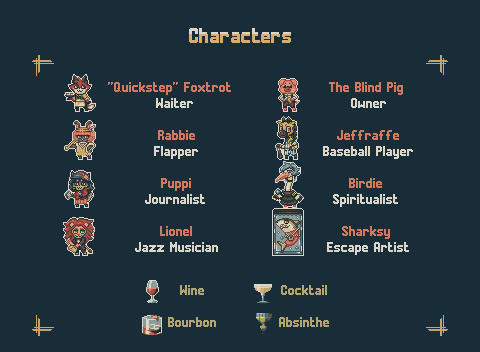 Characters
"Quickstep" Foxtrot
Waiter
The Blind Pig
Owner
Rabbie
Flapper
Jeffraffe
Baseball Player
Puppi
Journalist
Birdie
Spiritualist
Lionel
Jazz Musician
Sharksy
Escape Artist
Wine
Cocktail
Bourbon
Absinthe